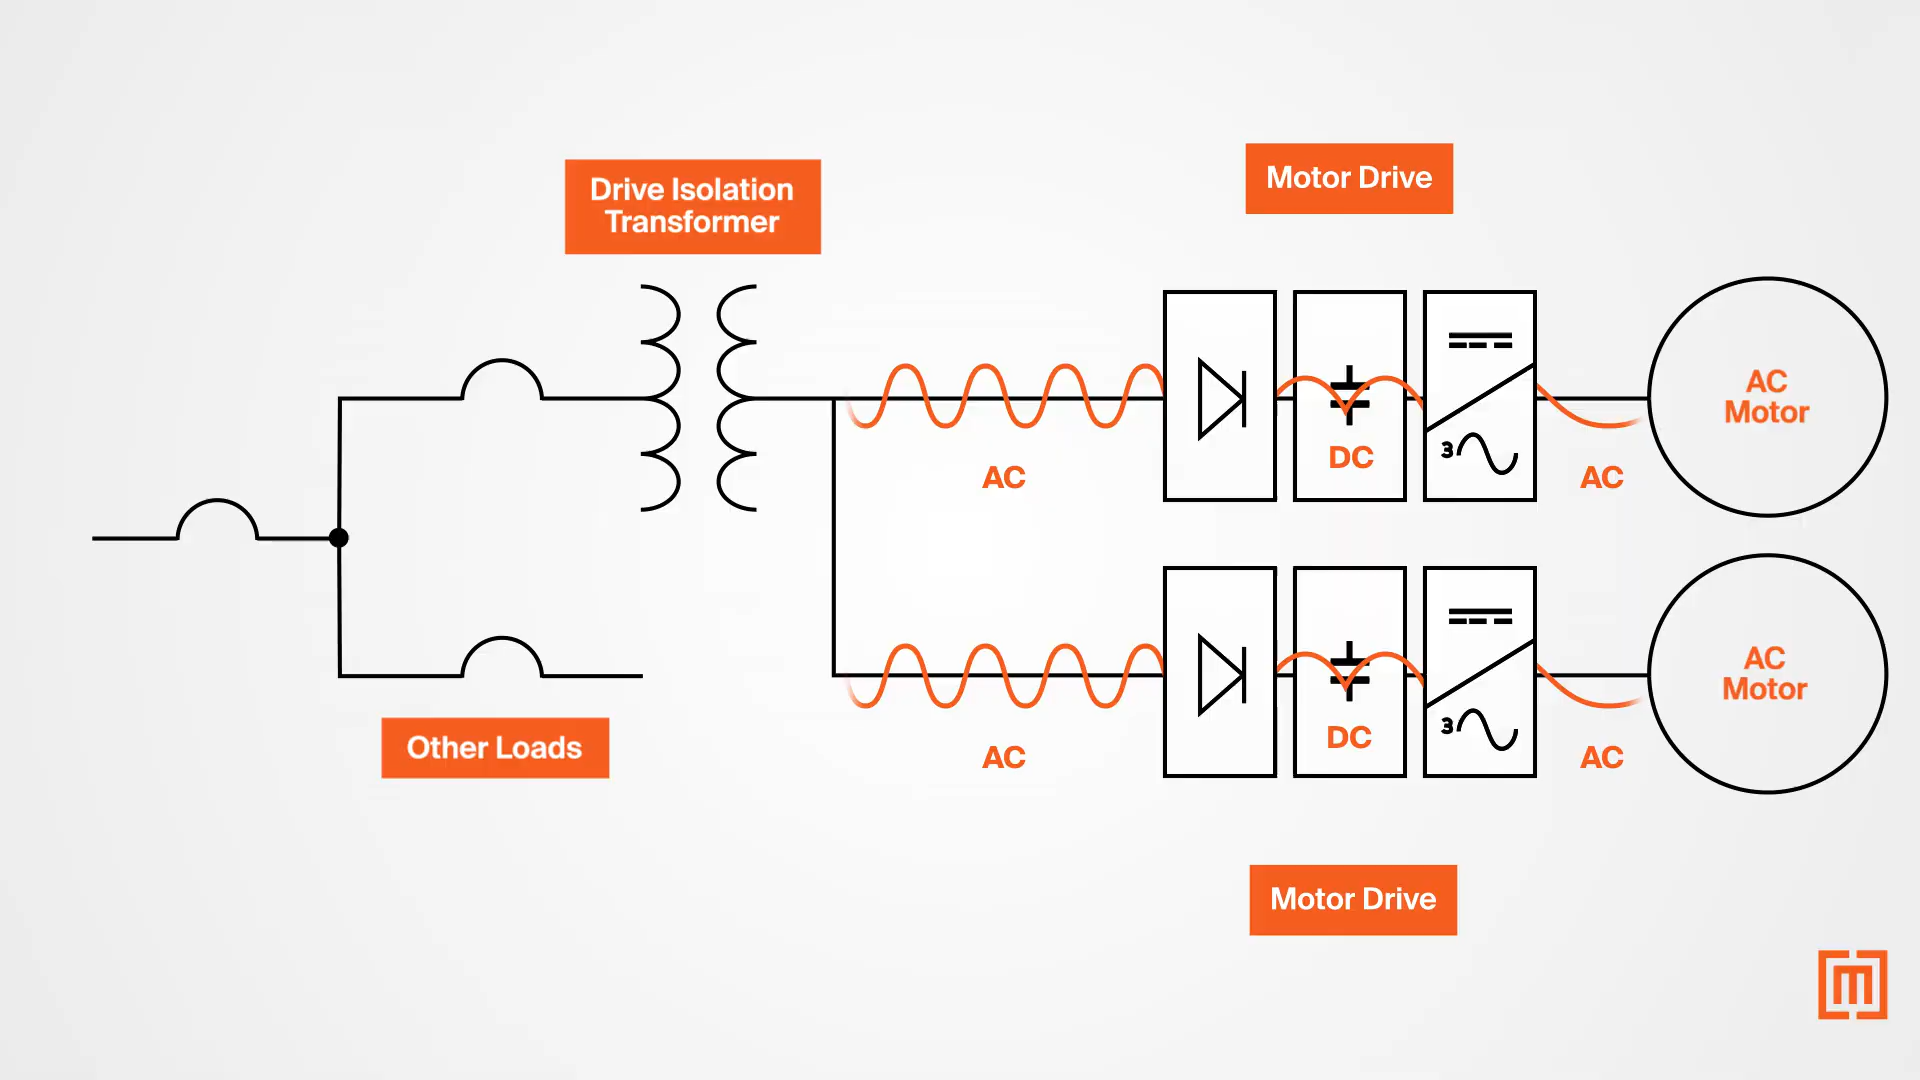 Drive Isolation
Transformer
Motor Drive
AC
Motor
AC
DC
3
AC
AC
Motor
Other Loads
AC
DC
3
AC
Motor Drive
m